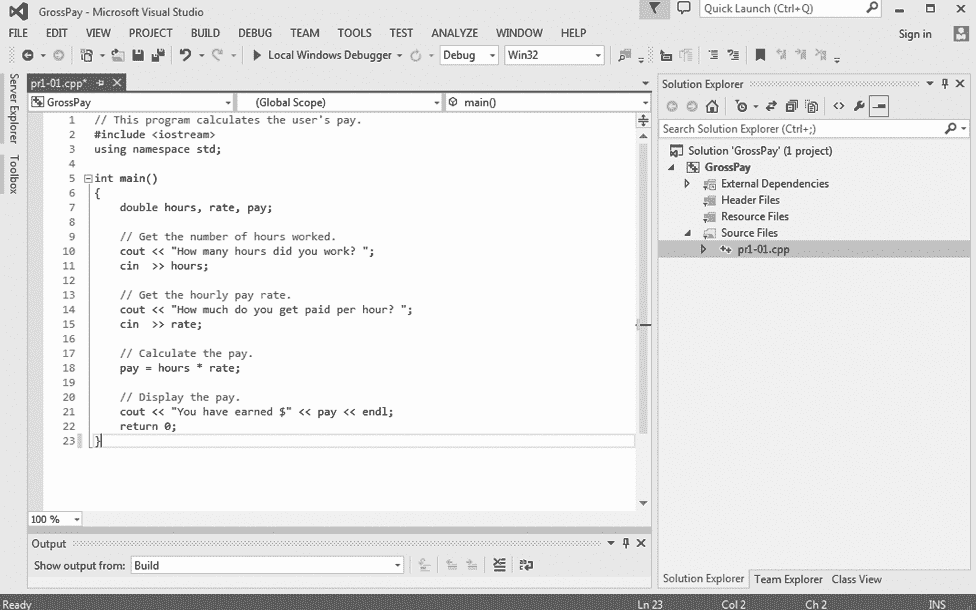 GrossPay - Microsoft Visual Studio
Quick Launch (Ctrl+Q)
FILE EDIT VIEW PROJECT BUILD DEBUG TEAM TOOLS TEST ANALYZE WINDOW HELP
Sign in
Local Windows Debugger Debug Win32
Server Explorer
Toolbox
pr1-01.cpp*
GrossPay (Global Scope) main()
1 // This program calculates the user's pay.
2 #include <iostream>
3 using namespace std;
4
5 int main()
6 {
7     double hours, rate, pay;
8
9     // Get the number of hours worked.
10     cout << "How many hours did you work? ";
11     cin  >> hours;
12
13     // Get the hourly pay rate.
14     cout << "How much do you get paid per hour? ";
15     cin  >> rate;
16
17     // Calculate the pay.
18     pay = hours * rate;
19
20     // Display the pay.
21     cout << "You have earned $" << pay << endl;
22     return 0;
23 }
100 %
Output
Show output from: Build
Solution Explorer
Search Solution Explorer (Ctrl+;)
Solution 'GrossPay' (1 project)
GrossPay
External Dependencies
Header Files
Resource Files
Source Files
pr1-01.cpp
Solution Explorer Team Explorer Class View
Ready Ln 23 Col 2 Ch 2 INS